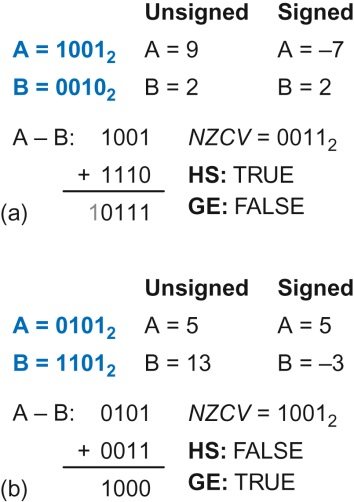 Unsigned Signed
A = 1001₂ A = 9 A = –7
B = 0010₂ B = 2 B = 2
A – B: 1001 NZCV = 0011₂
+ 1110 HS: TRUE
(a) 10111 GE: FALSE
Unsigned Signed
A = 0101₂ A = 5 A = 5
B = 1101₂ B = 13 B = –3
A – B: 0101 NZCV = 1001₂
+ 0011 HS: FALSE
(b) 1000 GE: TRUE